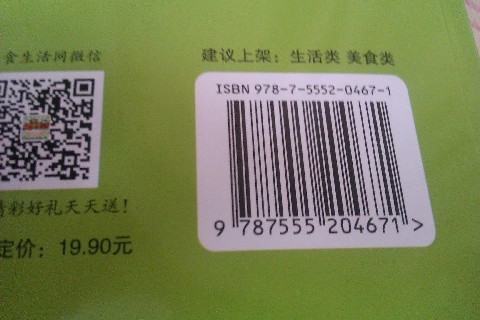 食生活网微信
建议上架：生活类 美食类
ISBN 978-7-5552-0467-1
精彩好礼天天送！
定价：19.90元
9 787555 204671 >